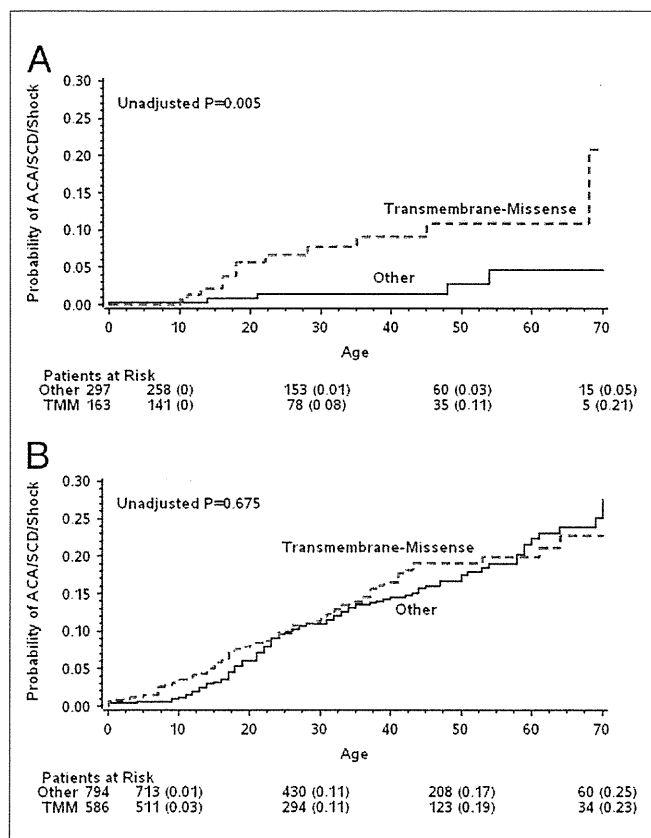 A
0.30
0.25
0.20
0.15
0.10
0.05
0.00
Probability of ACA/SCD/Shock
Unadjusted P=0.005
Transmembrane-Missense
Other
0 10 20 30 40 50 60 70
Age
Patients at Risk
Other 297 258 (0) 153 (0.01) 60 (0.03) 15 (0.05)
TMM 163 141 (0) 78 (0 08) 35 (0.11) 5 (0.21)
B
0.30
0.25
0.20
0.15
0.10
0.05
0.00
Probability of ACA/SCD/Shock
Unadjusted P=0.675
Transmembrane-Missense
Other
0 10 20 30 40 50 60 70
Age
Patients at Risk
Other 794 713 (0.01) 430 (0.11) 208 (0.17) 60 (0.25)
TMM 586 511 (0.03) 294 (0.11) 123 (0.19) 34 (0.23)